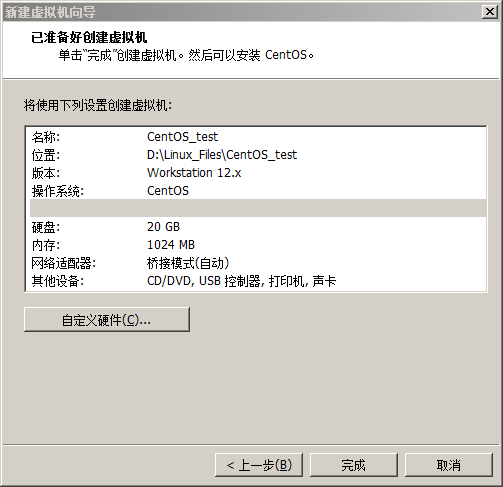 新建虚拟机向导
已准备好创建虚拟机
单击“完成”创建虚拟机。然后可以安装 CentOS。
将使用下列设置创建虚拟机:
名称: CentOS_test
位置: D:\Linux_Files\CentOS_test
版本: Workstation 12.x
操作系统: CentOS
硬盘: 20 GB
内存: 1024 MB
网络适配器: 桥接模式(自动)
其他设备: CD/DVD, USB 控制器, 打印机, 声卡
自定义硬件(C)...
< 上一步(B) 完成 取消